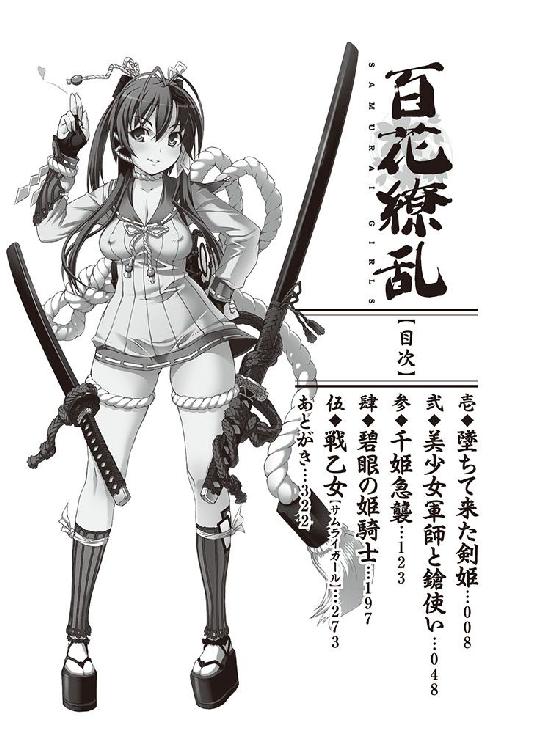 百花繚乱
SAMURAI GIRLS
【目次】
壱◆墜ちて来た剣姫…008
弐◆美少女軍師と鎗使い…048
参◆千姫急襲…123
肆◆碧眼の姫騎士…197
伍◆戦乙女【サムライガール】…273
あとがき…322